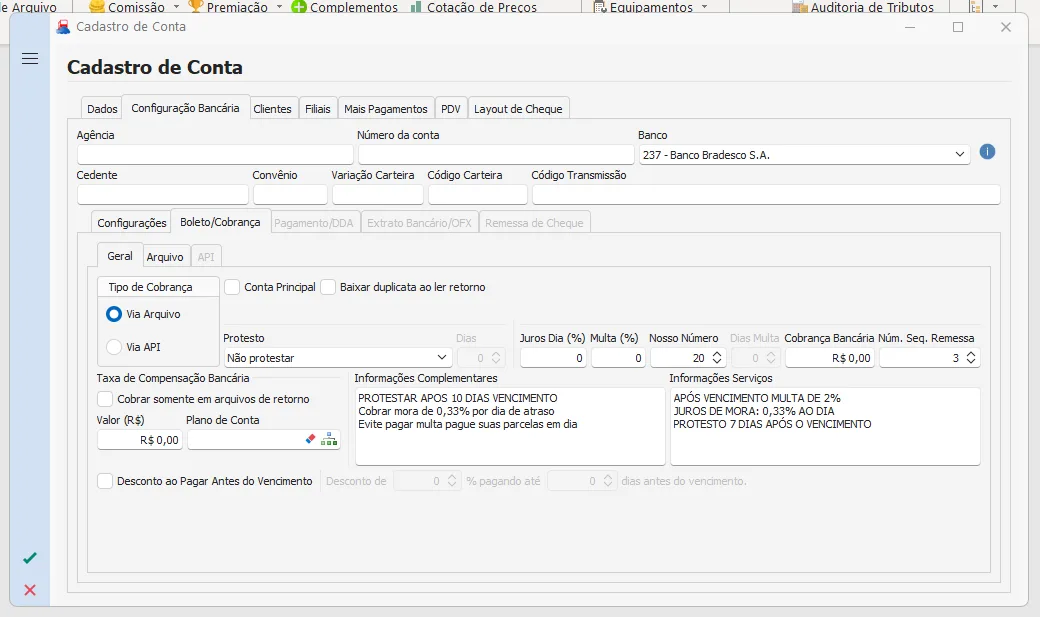 e Arquivo
Comissão
Premiação
Complementos
Cotação de Preços
Equipamentos
Auditoria de Tributos
Cadastro de Conta
Cadastro de Conta
Dados
Configuração Bancária
Clientes
Filiais
Mais Pagamentos
PDV
Layout de Cheque
Agência
Número da conta
Banco
237 - Banco Bradesco S.A.
Cedente
Convênio
Variação Carteira
Código Carteira
Código Transmissão
Configurações
Boleto/Cobrança
Pagamento/DDA
Extrato Bancário/OFX
Remessa de Cheque
Geral
Arquivo
API
Tipo de Cobrança
Via Arquivo
Via API
Conta Principal
Baixar duplicata ao ler retorno
Protesto
Não protestar
Dias
0
Juros Dia (%)
0
Multa (%)
0
Nosso Número
20
Dias Multa
0
Cobrança Bancária
R$ 0,00
Núm. Seq. Remessa
3
Taxa de Compensação Bancária
Cobrar somente em arquivos de retorno
Valor (R$)
R$ 0,00
Plano de Conta
Informações Complementares
PROTESTAR APOS 10 DIAS VENCIMENTO
Cobrar mora de 0,33% por dia de atraso
Evite pagar multa pague suas parcelas em dia
Informações Serviços
APÓS VENCIMENTO MULTA DE 2%
JUROS DE MORA: 0,33% AO DIA
PROTESTO 7 DIAS APÓS O VENCIMENTO
Desconto ao Pagar Antes do Vencimento
Desconto de
0
% pagando até
0
dias antes do vencimento.